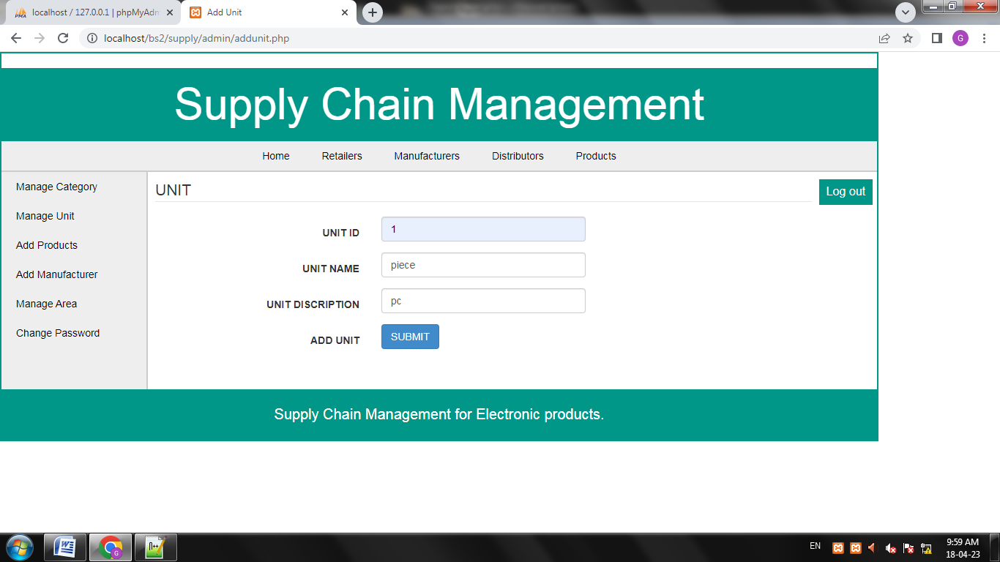 localhost / 127.0.0.1 | phpMyAdm
Add Unit
localhost/bs2/supply/admin/addunit.php
G
Supply Chain Management
Home Retailers Manufacturers Distributors Products
Manage Category
Manage Unit
Add Products
Add Manufacturer
Manage Area
Change Password
UNIT
Log out
UNIT ID 1
UNIT NAME piece
UNIT DISCRIPTION pc
ADD UNIT SUBMIT
Supply Chain Management for Electronic products.
EN
9:59 AM
18-04-23